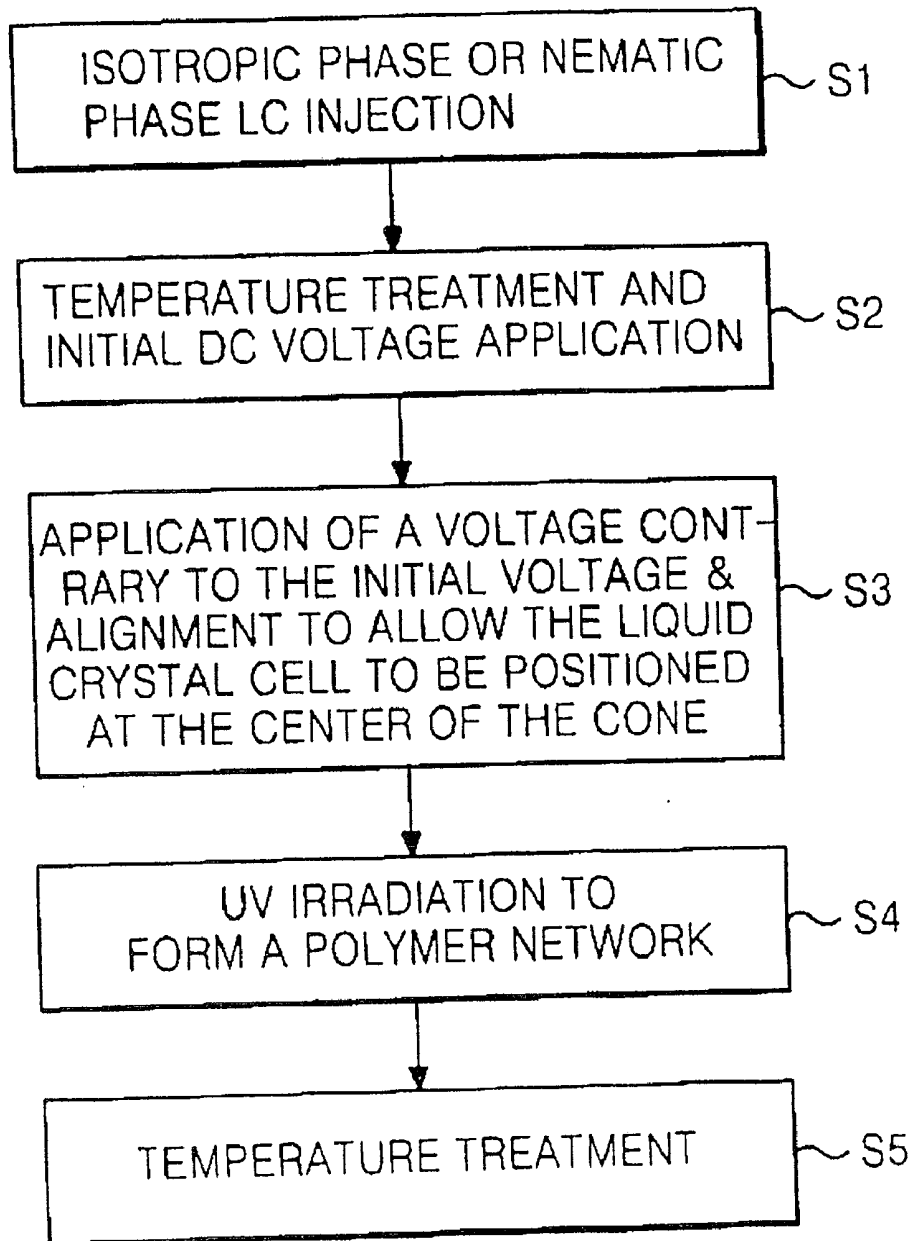 ISOTROPIC PHASE OR NEMATIC
PHASE LC INJECTION
S1
TEMPERATURE TREATMENT AND
INITIAL DC VOLTAGE APPLICATION
S2
APPLICATION OF A VOLTAGE CONT-
RARY TO THE INITIAL VOLTAGE &
ALIGNMENT TO ALLOW THE LIQUID
CRYSTAL CELL TO BE POSITIONED
AT THE CENTER OF THE CONE
S3
UV IRRADIATION TO
FORM A POLYMER NETWORK
S4
TEMPERATURE TREATMENT
S5